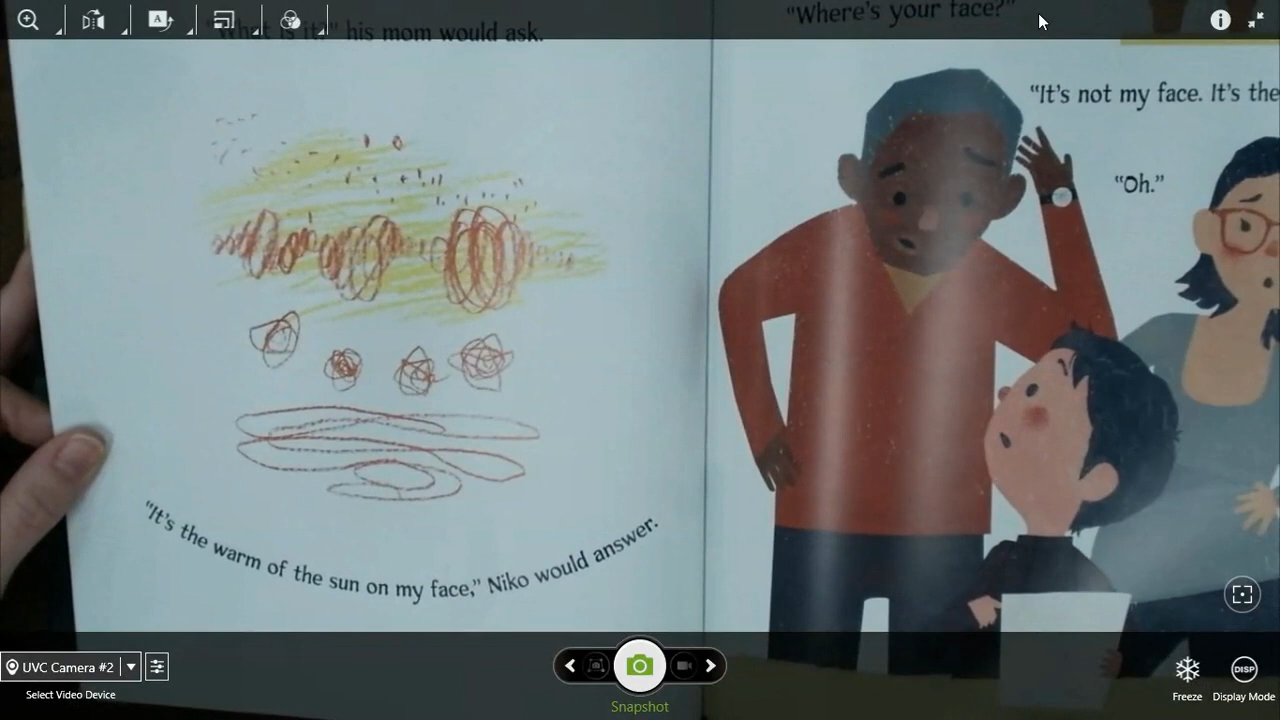 "What is it?" his mom would ask.
"It's the warm of the sun on my face," Niko would answer.
"Where's your face?"
"It's not my face. It's the
"Oh."
A
i
UVC Camera #2
Select Video Device
Snapshot
Freeze
DISP
Display Mode